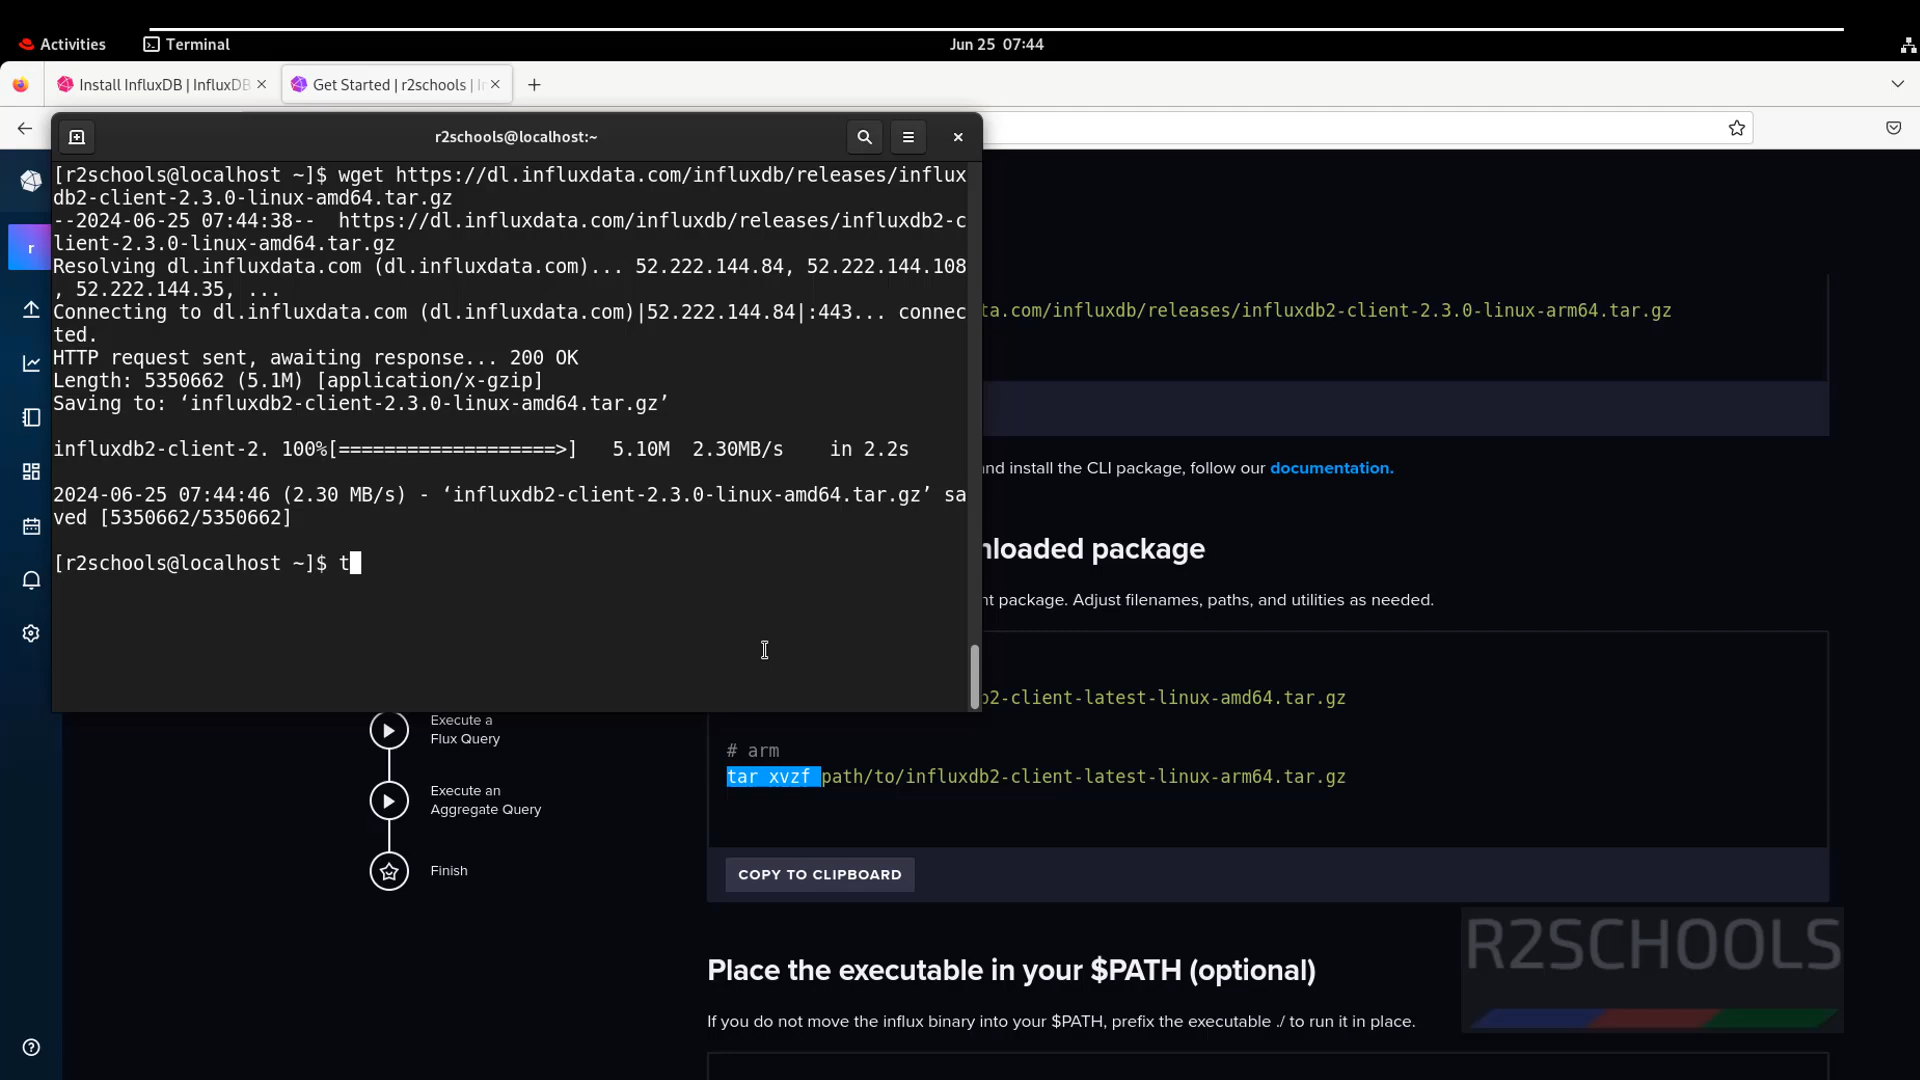 Activities
Terminal
Jun 25 07:44
Install InfluxDB | InfluxDB
Get Started | r2schools |
r2schools@localhost:~
[r2schools@localhost ~]$ wget https://dl.influxdata.com/influxdb/releases/influx
db2-client-2.3.0-linux-amd64.tar.gz
--2024-06-25 07:44:38-- https://dl.influxdata.com/influxdb/releases/influxdb2-c
lient-2.3.0-linux-amd64.tar.gz
Resolving dl.influxdata.com (dl.influxdata.com)... 52.222.144.84, 52.222.144.108
, 52.222.144.35, ...
Connecting to dl.influxdata.com (dl.influxdata.com)|52.222.144.84|:443... connec
ted.
HTTP request sent, awaiting response... 200 OK
Length: 5350662 (5.1M) [application/x-gzip]
Saving to: ‘influxdb2-client-2.3.0-linux-amd64.tar.gz’
influxdb2-client-2. 100%[===================>] 5.10M 2.30MB/s in 2.2s
2024-06-25 07:44:46 (2.30 MB/s) - ‘influxdb2-client-2.3.0-linux-amd64.tar.gz’ sa
ved [5350662/5350662]
[r2schools@localhost ~]$ t
r
ta.com/influxdb/releases/influxdb2-client-2.3.0-linux-arm64.tar.gz
and install the CLI package, follow our documentation.
nloaded package
nt package. Adjust filenames, paths, and utilities as needed.
b2-client-latest-linux-amd64.tar.gz
# arm
tar xvzf path/to/influxdb2-client-latest-linux-arm64.tar.gz
COPY TO CLIPBOARD
Execute a
Flux Query
Execute an
Aggregate Query
Finish
Place the executable in your $PATH (optional)
If you do not move the influx binary into your $PATH, prefix the executable ./ to run it in place.
R2SCHOOLS